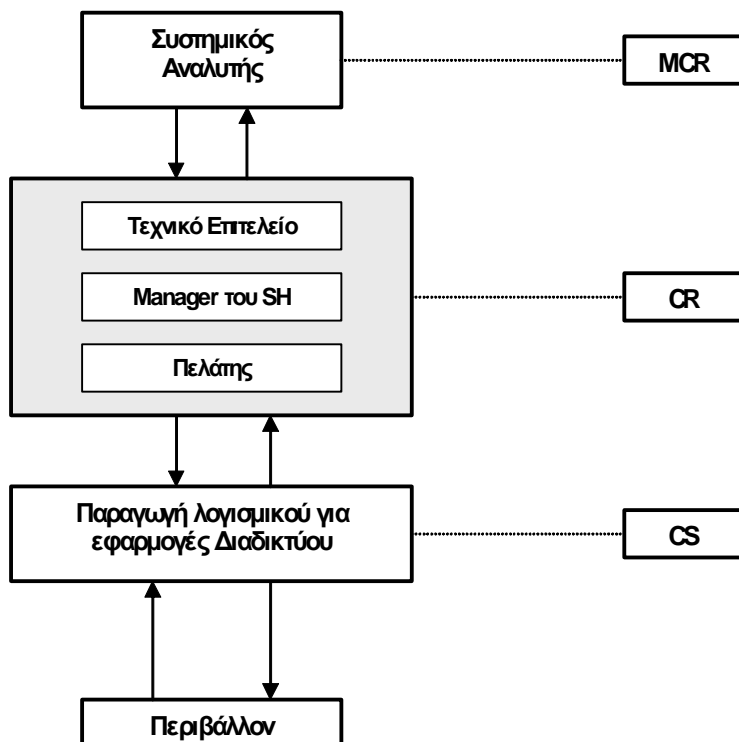 Συστημικός
Αναλυτής
MCR
Τεχνικό Επιτελείο
Manager του SH
CR
Πελάτης
Παραγωγή λογισμικού για
εφαρμογές Διαδικτύου
CS
Περιβάλλον